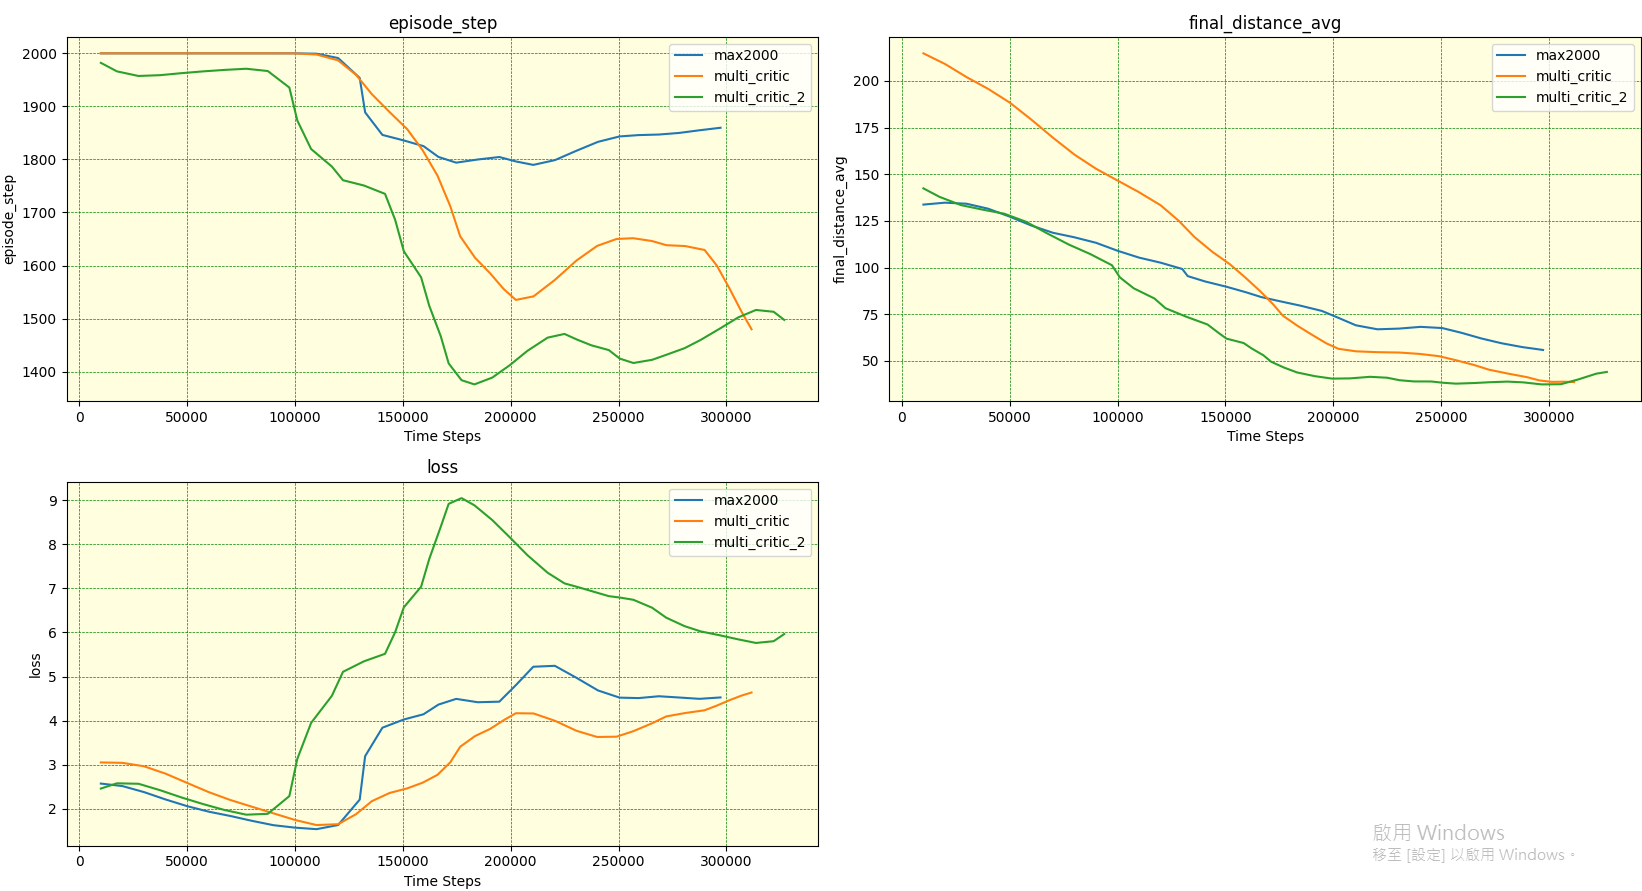 episode_step
2000
1900
1800
1700
1600
1500
1400
episode_step
0
50000
100000
150000
200000
250000
300000
Time Steps
max2000
multi_critic
multi_critic_2
final_distance_avg
200
175
150
125
100
75
50
final_distance_avg
0
50000
100000
150000
200000
250000
300000
Time Steps
max2000
multi_critic
multi_critic_2
loss
9
8
7
6
5
4
3
2
loss
0
50000
100000
150000
200000
250000
300000
Time Steps
max2000
multi_critic
multi_critic_2
啟用 Windows
移至 [設定] 以啟用 Windows。